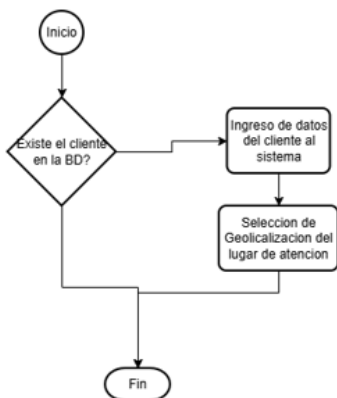 Inicio
Existe el cliente
en la BD?
Ingreso de datos
del cliente al
sistema
Seleccion de
Geolicalizacion del
lugar de atencion
Fin